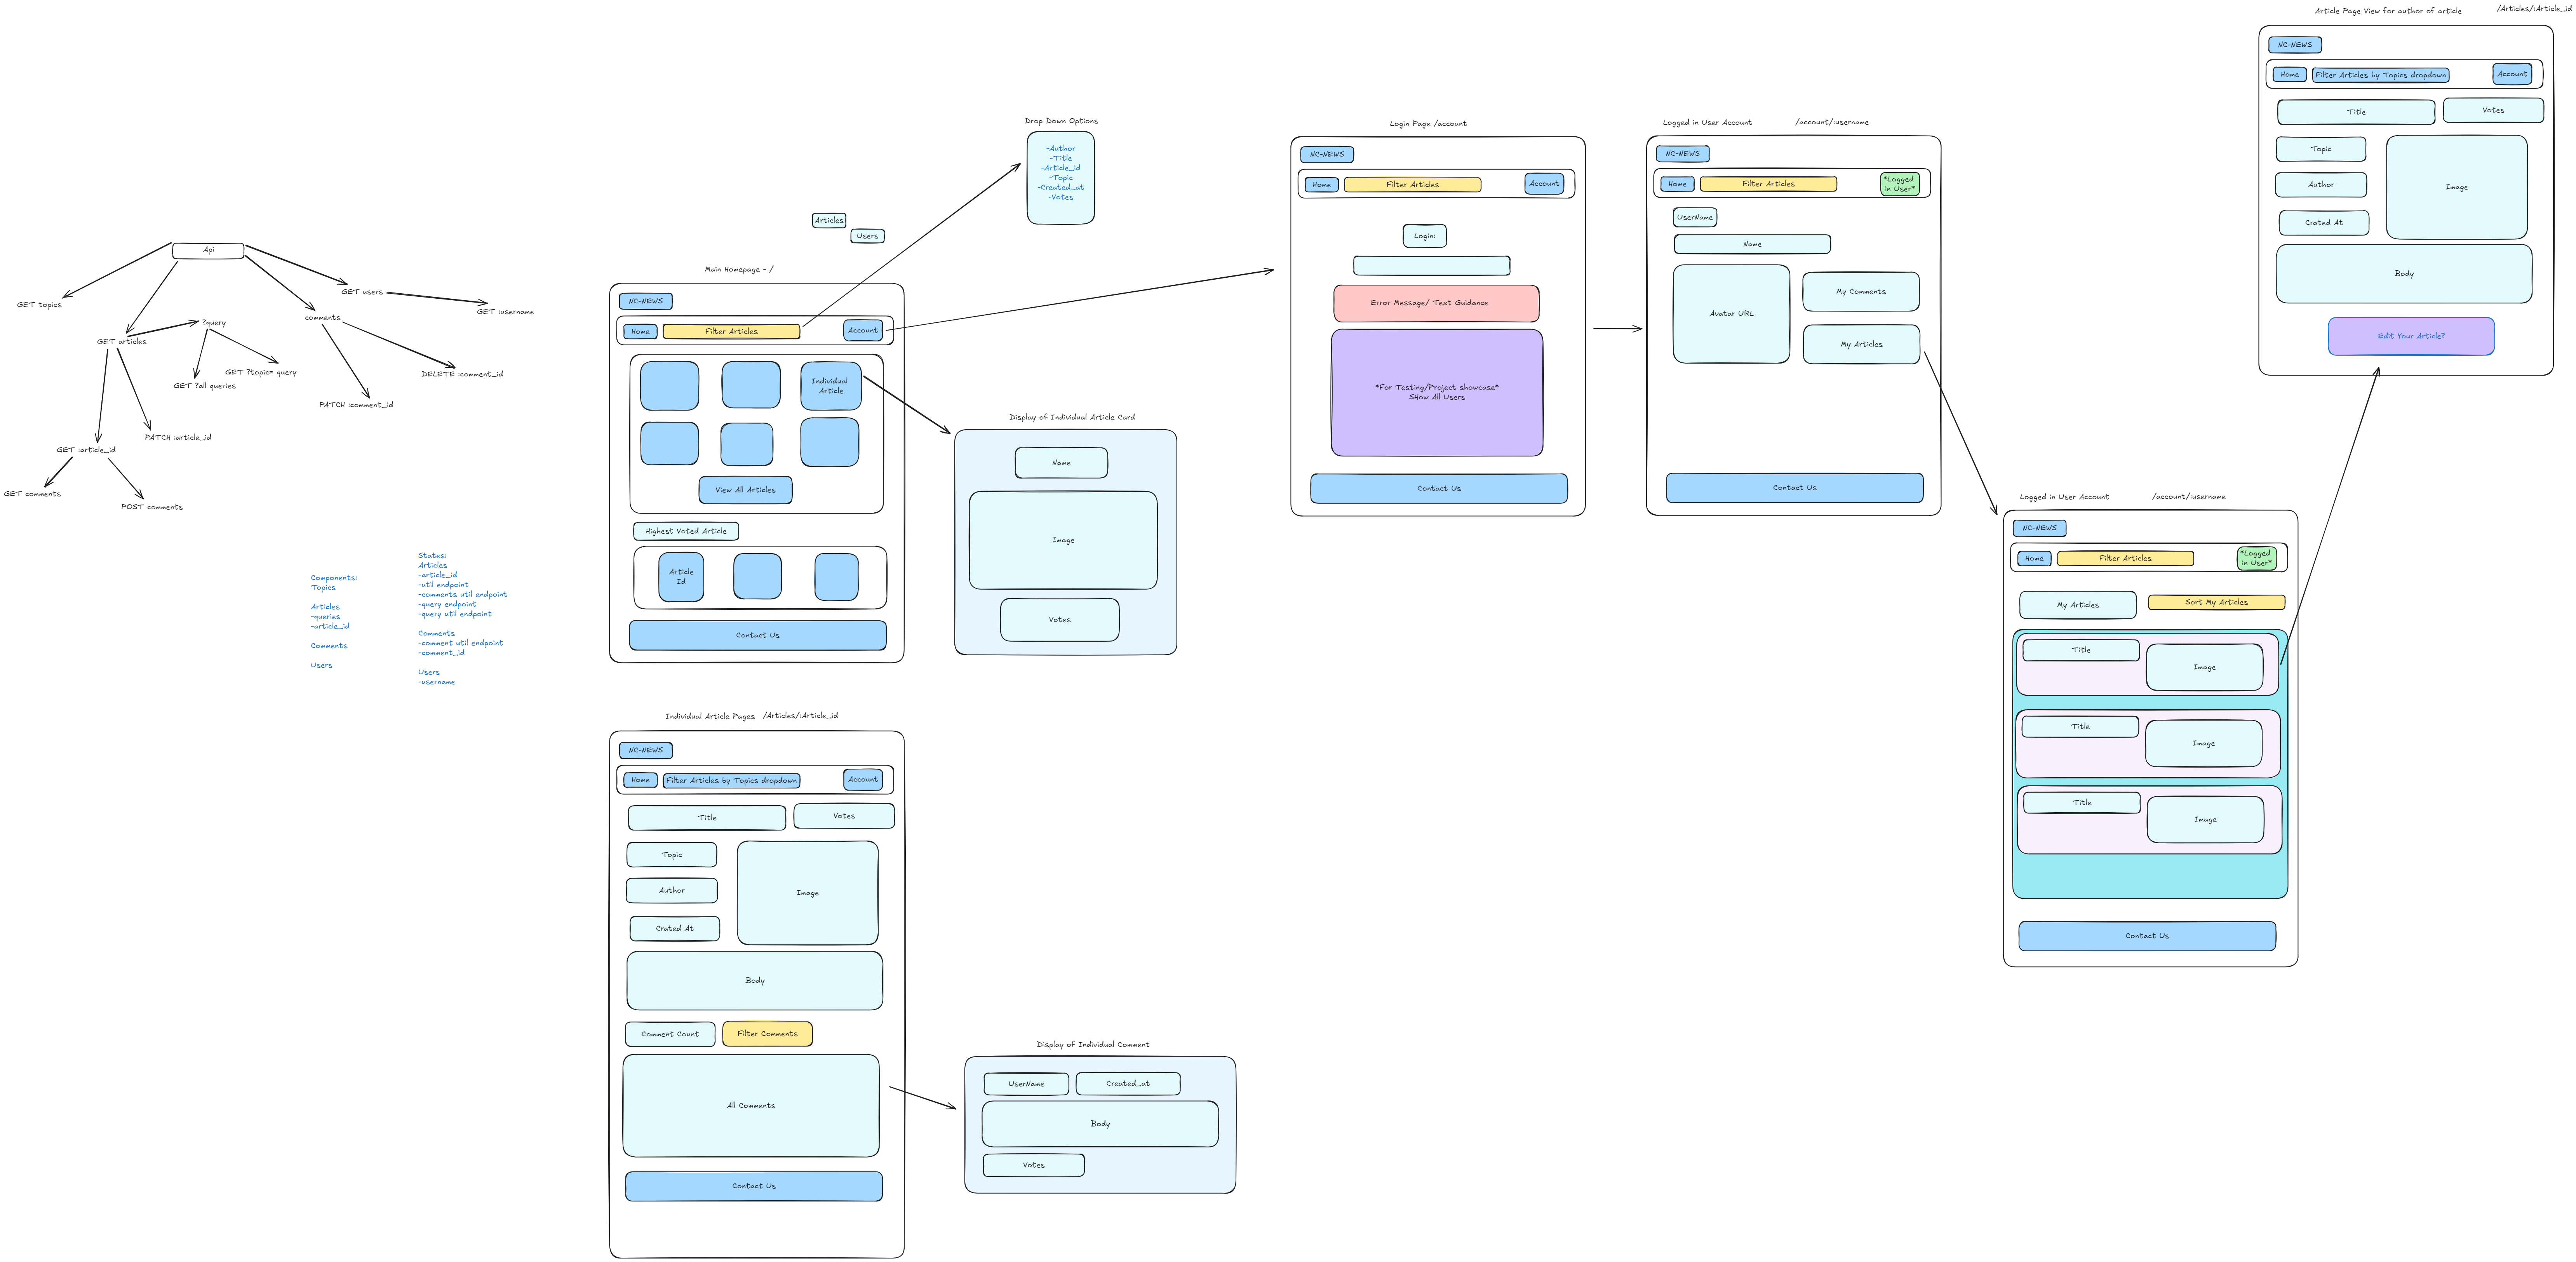 Api
GET topics
GET users
GET :username
comments
?query
GET articles
GET ?topic= query
GET ?all queries
DELETE :comment_id
PATCH :comment_id
PATCH :article_id
GET :article_id
GET comments
POST comments
Components:
Topics
Articles
-queries
-article_id
Comments
Users
States:
Articles
-article_id
-util endpoint
-comments util endpoint
-query endpoint
-query util endpoint
Comments
-comment util endpoint
-comment_id
Users
-username
Articles
Users
Main Homepage - /
NC-NEWS
Home
Filter Articles
Account
Individual
Article
View All Articles
Highest Voted Article
Article
Id
Contact Us
Drop Down Options
-Author
-Title
-Article_id
-Topic
-Created_at
-Votes
Display of Individual Article Card
Name
Image
Votes
Individual Article Pages
/Articles/:Article_id
NC-NEWS
Home
Filter Articles by Topics dropdown
Account
Title
Votes
Topic
Author
Crated At
Image
Body
Comment Count
Filter Comments
All Comments
Contact Us
Display of Individual Comment
UserName
Created_at
Body
Votes
Login Page /account
NC-NEWS
Home
Filter Articles
Account
Login:
Error Message/ Text Guidance
*For Testing/Project showcase*
SHow All Users
Contact Us
Logged in User Account
/account/:username
NC-NEWS
Home
Filter Articles
*Logged
in User*
UserName
Name
Avatar URL
My Comments
My Articles
Contact Us
Logged in User Account
/account/:username
NC-NEWS
Home
Filter Articles
*Logged
in User*
My Articles
Sort My Articles
Title
Image
Title
Image
Title
Image
Contact Us
Article Page View for author of article
/Articles/:Article_id
NC-NEWS
Home
Filter Articles by Topics dropdown
Account
Title
Votes
Topic
Author
Crated At
Image
Body
Edit Your Article?